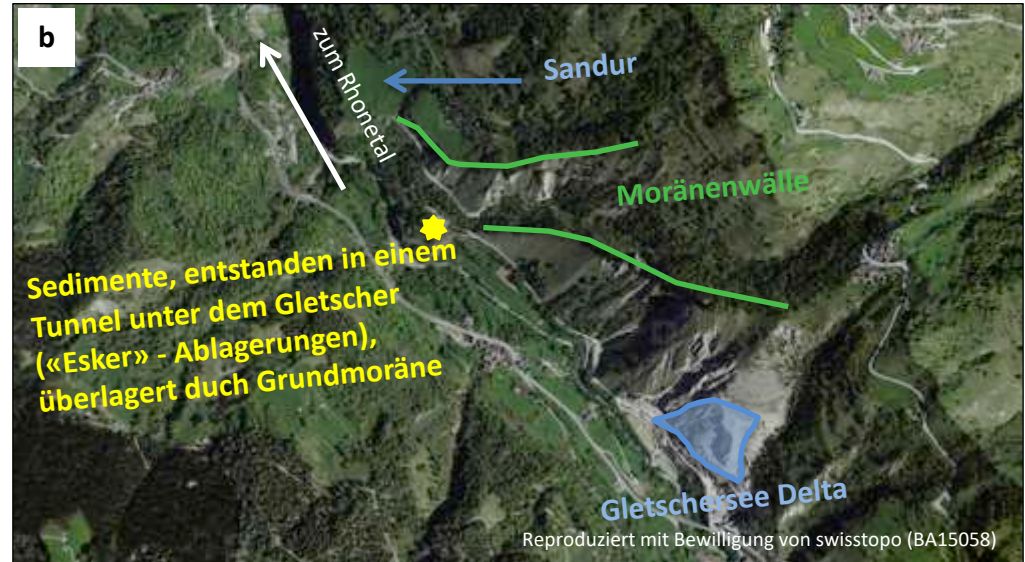 b
zum Rhonetal
Sandur
Moränenwälle
Sedimente, entstanden in einem
Tunnel unter dem Gletscher
(«Esker» - Ablagerungen),
überlagert duch Grundmoräne
Gletschersee Delta
Reproduziert mit Bewilligung von swisstopo (BA15058)